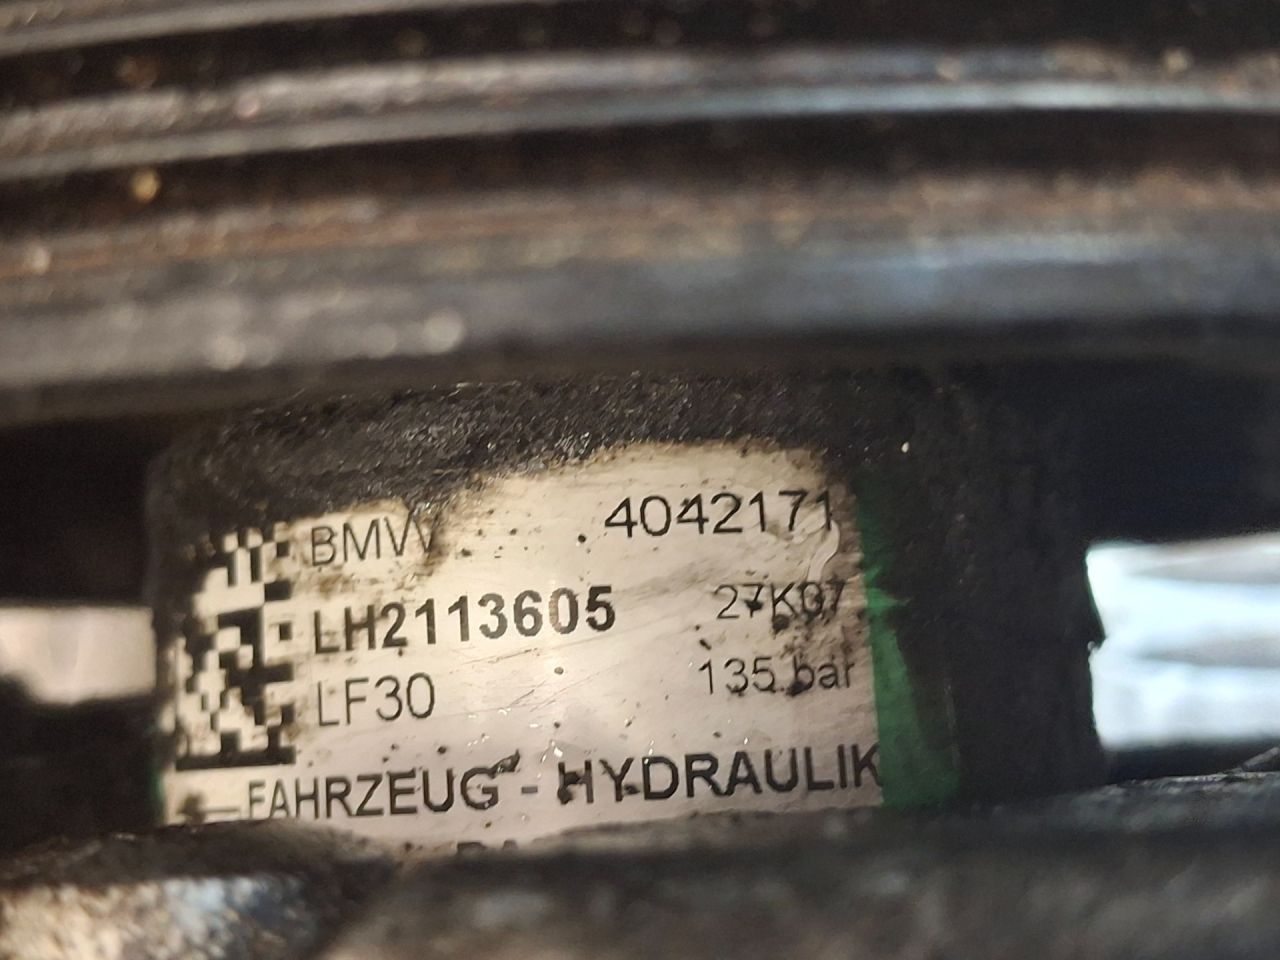 BMW 4042171
LH2113605 27K07
LF30 135 bar
FAHRZEUG - HYDRAULIK